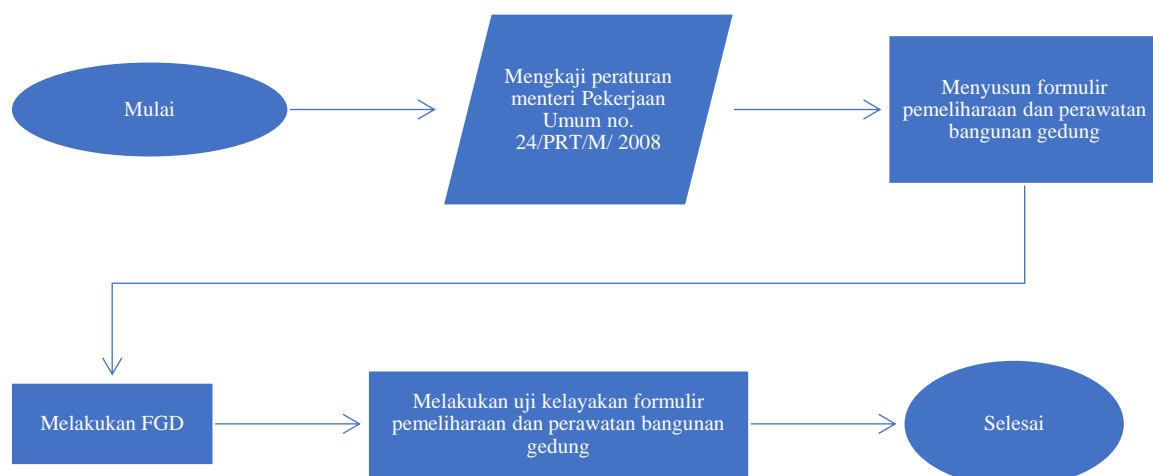 Mulai
Mengkaji peraturan
menteri Pekerjaan
Umum no.
24/PRT/M/ 2008
Menyusun formulir
pemeliharaan dan perawatan
bangunan gedung
Melakukan FGD
Melakukan uji kelayakan formulir
pemeliharaan dan perawatan bangunan
gedung
Selesai